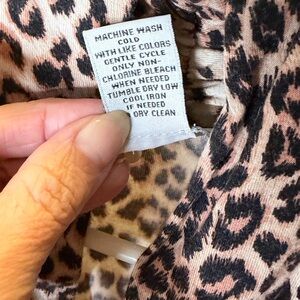 MACHINE WASH
COLD
WITH LIKE COLORS
GENTLE CYCLE
ONLY NON-
CHLORINE BLEACH
WHEN NEEDED
TUMBLE DRY LOW
COOL IRON
IF NEEDED
DRY CLEAN